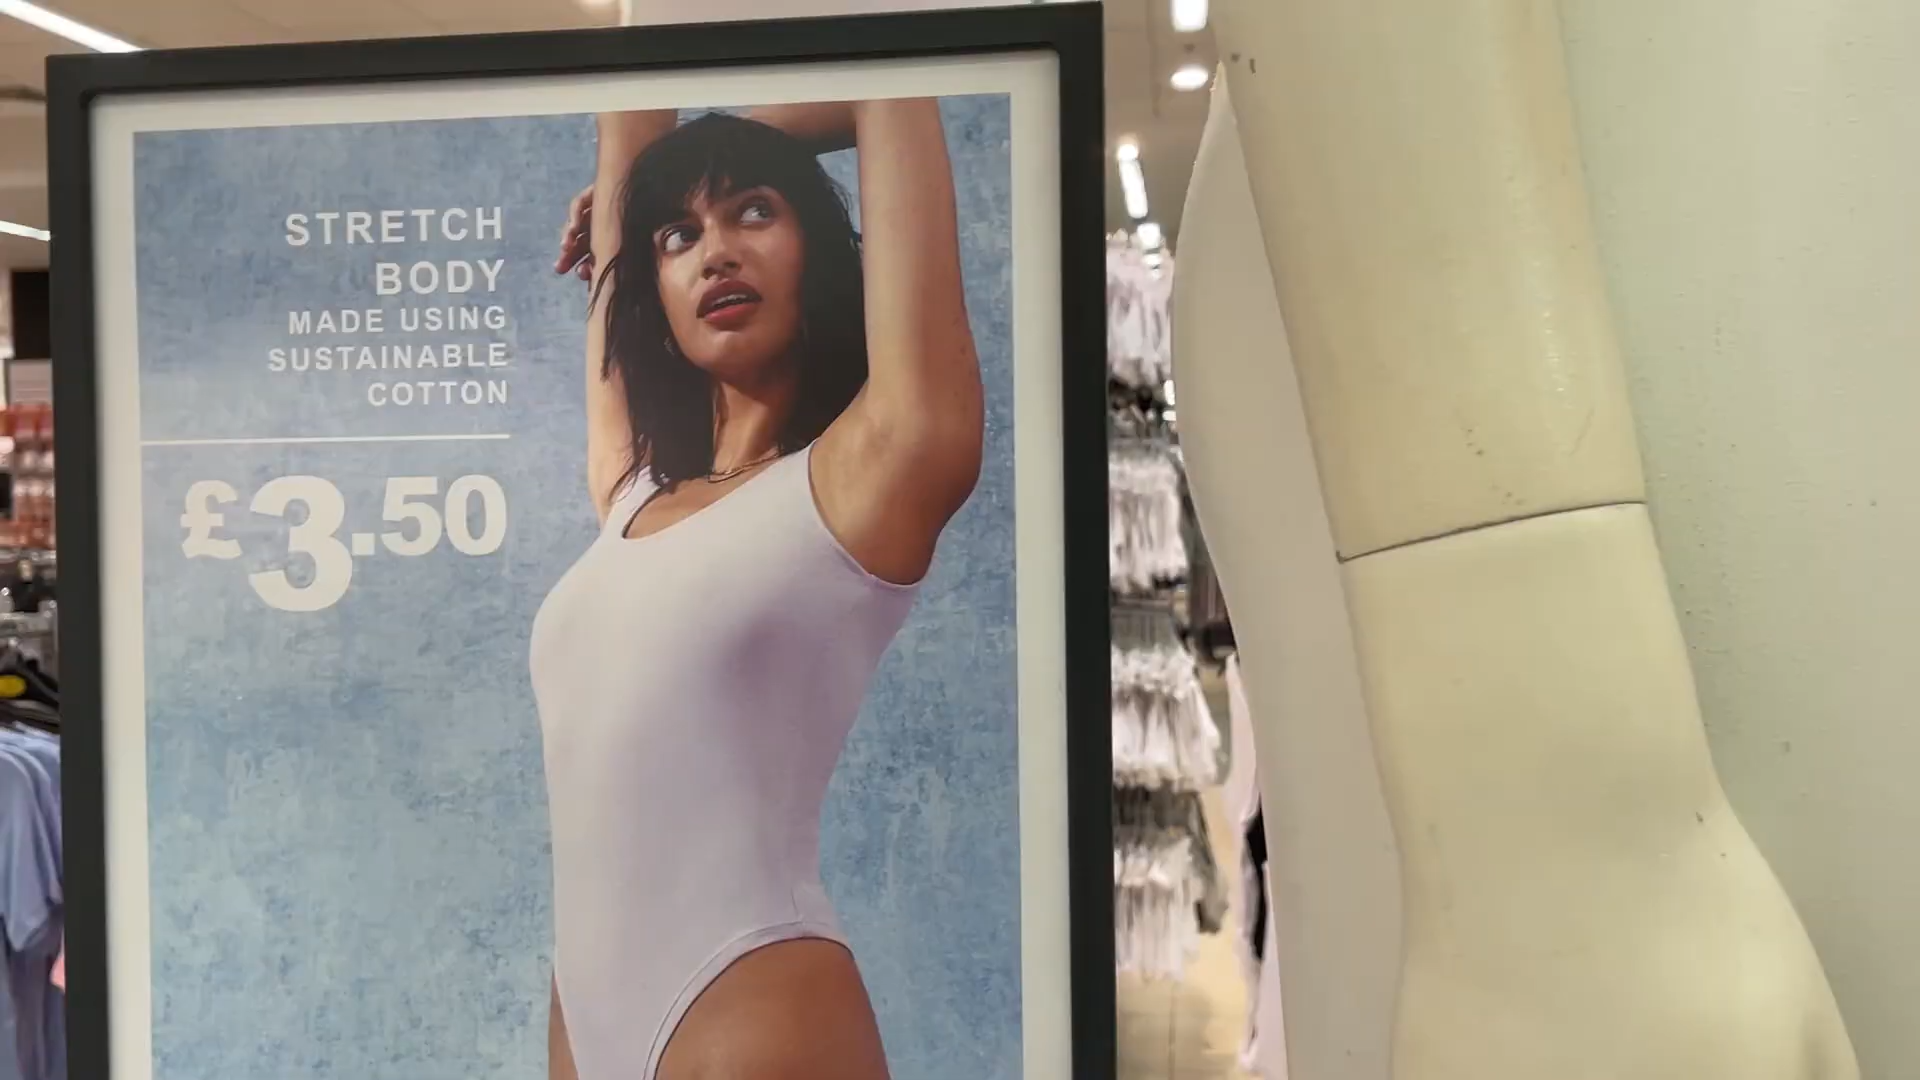 STRETCH
BODY
MADE USING
SUSTAINABLE
COTTON
£3.50